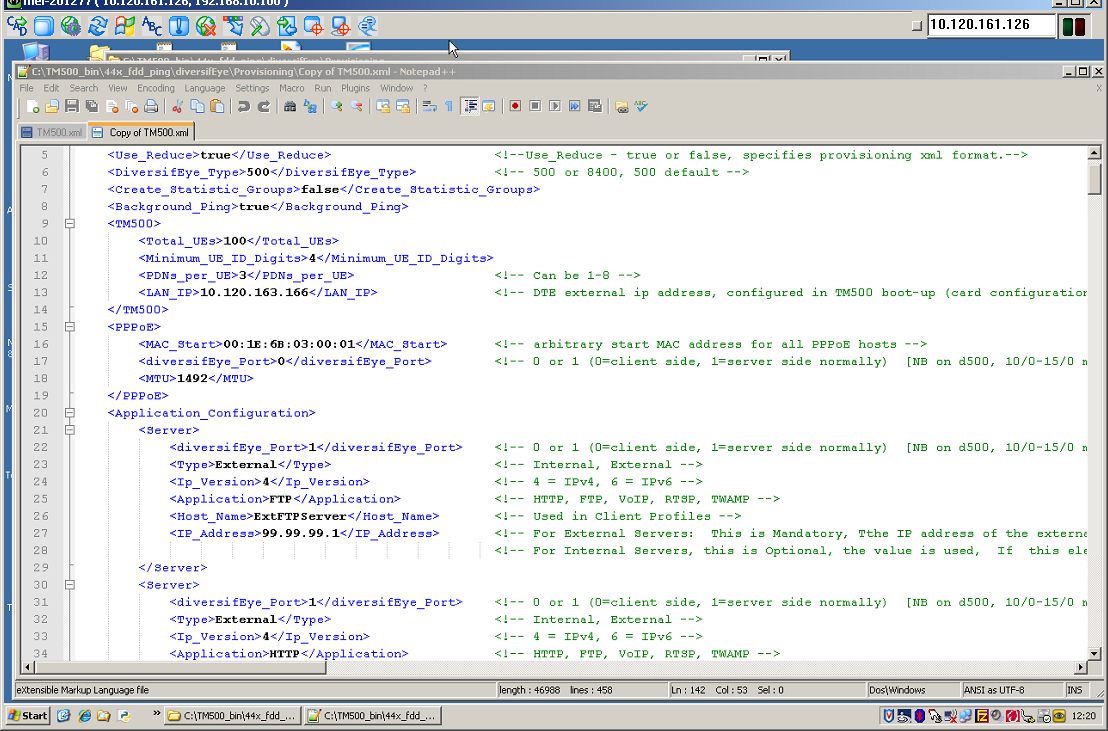 mer-201277 ( 10.120.161.126, 192.168.10.100 )
10.120.161.126
C:\TM500_bin\44x_fdd_ping\diversifEye\Provisioning\Copy of TM500.xml - Notepad++
File Edit Search View Encoding Language Settings Macro Run Plugins Window ?
X
TM500.xml Copy of TM500.xml
5 <Use_Reduce>true</Use_Reduce> <!--Use_Reduce - true or false, specifies provisioning xml format.-->
6 <DiversifEye_Type>500</DiversifEye_Type> <!-- 500 or 8400, 500 default -->
7 <Create_Statistic_Groups>false</Create_Statistic_Groups>
8 <Background_Ping>true</Background_Ping>
9 <TM500>
10 <Total_UEs>100</Total_UEs>
11 <Minimum_UE_ID_Digits>4</Minimum_UE_ID_Digits>
12 <PDNs_per_UE>3</PDNs_per_UE> <!-- Can be 1-8 -->
13 <LAN_IP>10.120.163.166</LAN_IP> <!-- DTE external ip address, configured in TM500 boot-up (card configuration
14 </TM500>
15 <PPPoE>
16 <MAC_Start>00:1E:6B:03:00:01</MAC_Start> <!-- arbitrary start MAC address for all PPPoE hosts -->
17 <diversifEye_Port>0</diversifEye_Port> <!-- 0 or 1 (0=client side, 1=server side normally) [NB on d500, 10/0-15/0
18 <MTU>1492</MTU>
19 </PPPoE>
20 <Application_Configuration>
21 <Server>
22 <diversifEye_Port>1</diversifEye_Port> <!-- 0 or 1 (0=client side, 1=server side normally) [NB on d500, 10/0-15/0
23 <Type>External</Type> <!-- Internal, External -->
24 <Ip_Version>4</Ip_Version> <!-- 4 = IPv4, 6 = IPv6 -->
25 <Application>FTP</Application> <!-- HTTP, FTP, VoIP, RTSP, TWAMP -->
26 <Host_Name>ExtFTPServer</Host_Name> <!-- Used in Client Profiles -->
27 <IP_Address>99.99.99.1</IP_Address> <!-- For External Servers: This is Mandatory, Tthe IP address of the externa
28 <!-- For Internal Servers, this is Optional, the value is used, If this ele
29 </Server>
30 <Server>
31 <diversifEye_Port>1</diversifEye_Port> <!-- 0 or 1 (0=client side, 1=server side normally) [NB on d500, 10/0-15/0
32 <Type>External</Type> <!-- Internal, External -->
33 <Ip_Version>4</Ip_Version> <!-- 4 = IPv4, 6 = IPv6 -->
34 <Application>HTTP</Application> <!-- HTTP, FTP, VoIP, RTSP, TWAMP -->
eXtensible Markup Language file length : 46988 lines : 458 Ln : 142 Col : 53 Sel : 0 Dos\Windows ANSI as UTF-8 INS
Start » C:\TM500_bin\44x_fdd_... C:\TM500_bin\44x_fdd_p... 12:20